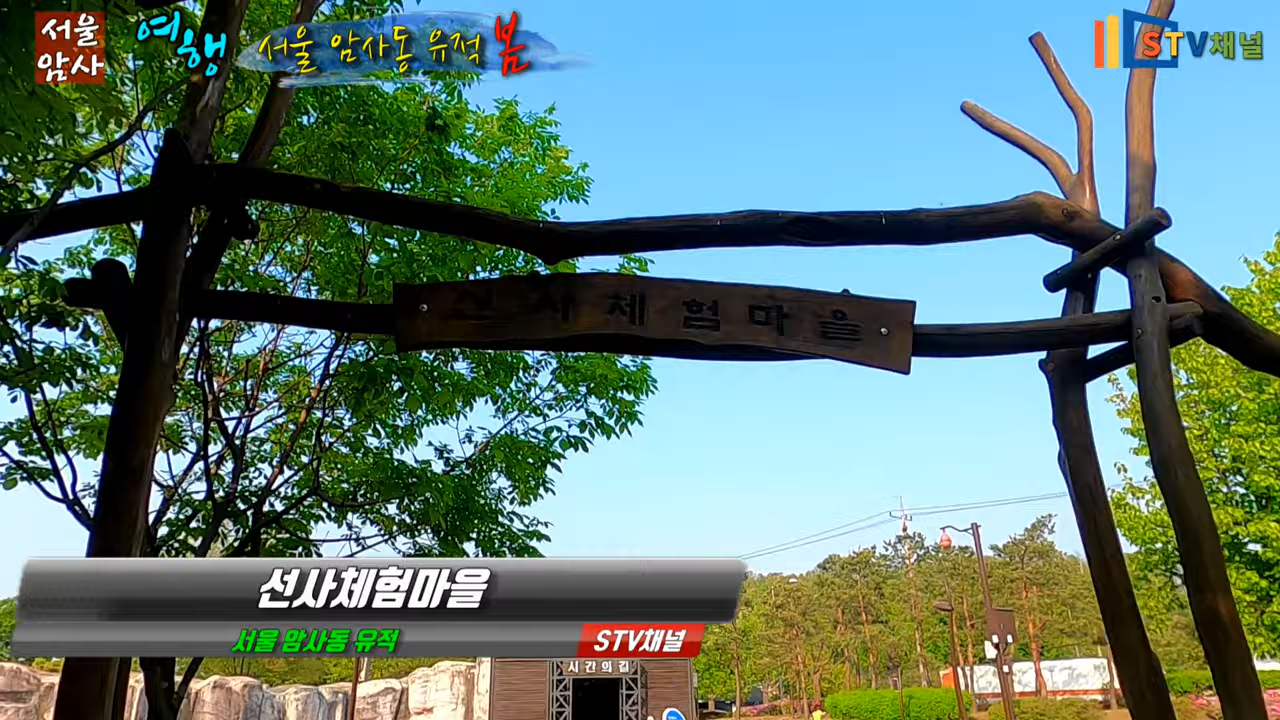 서울
암사
여행
서울 암사동 유적 봄
STV채널
선사체험마을
선사체험마을
서울 암사동 유적
STV채널
시간의길